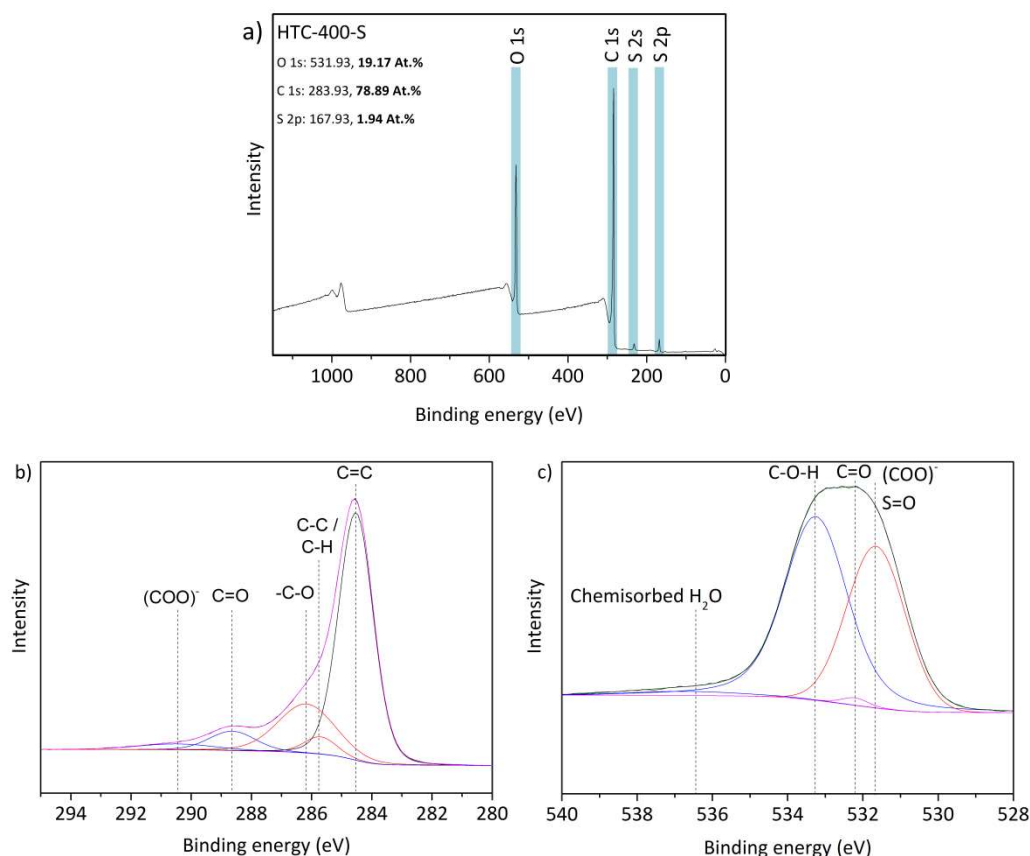 a)
HTC-400-S
O 1s: 531.93, 19.17 At.%
C 1s: 283.93, 78.89 At.%
S 2p: 167.93, 1.94 At.%
O 1s
C 1s
S 2s
S 2p
Intensity
1000 800 600 400 200 0
Binding energy (eV)
b)
C=C
C-C /
C-H
-C-O
(COO)⁻ C=O
Intensity
294 292 290 288 286 284 282 280
Binding energy (eV)
c)
C-O-H C=O (COO)⁻
S=O
Chemisorbed H₂O
Intensity
540 538 536 534 532 530 528
Binding energy (eV)